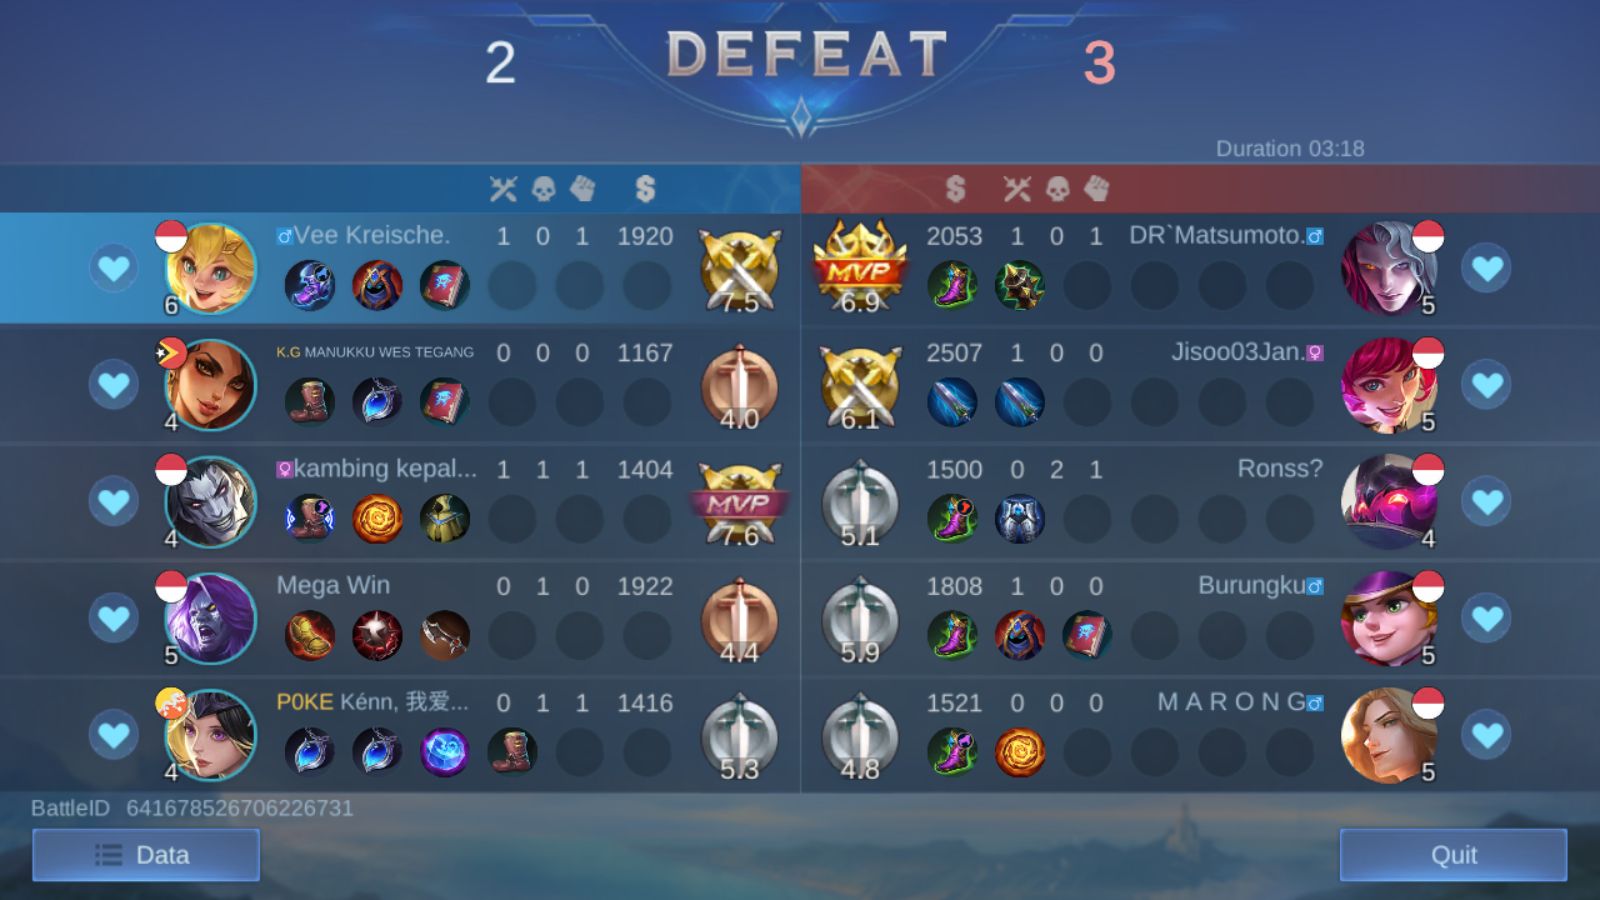 2 DEFEAT 3
Duration 03:18
Vee Kreische. 1 0 1 1920
6 7.5
MVP 6.9 2053 1 0 1 DR`Matsumoto.
5
K.G MANUKKU WES TEGANG 0 0 0 1167
4 4.0
2507 1 0 0 Jisoo03Jan.
6.1 5
kambing kepal... 1 1 1 1404
4 MVP 7.6
1500 0 2 1 Ronss?
5.1 4
Mega Win 0 1 0 1922
5 4.4
1808 1 0 0 Burungku
5.9 5
P0KE Kénn, 我爱... 0 1 1 1416
4 5.3
1521 0 0 0 M A R O N G
4.8 5
BattleID 641678526706226731
Data
Quit